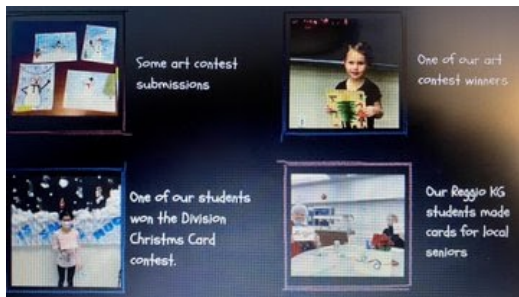 Some art contest
submissions
One of our art
contest winners
One of our students
won the Division
Christms Card
contest.
Our Reggio KG
students made
cards for local
seniors